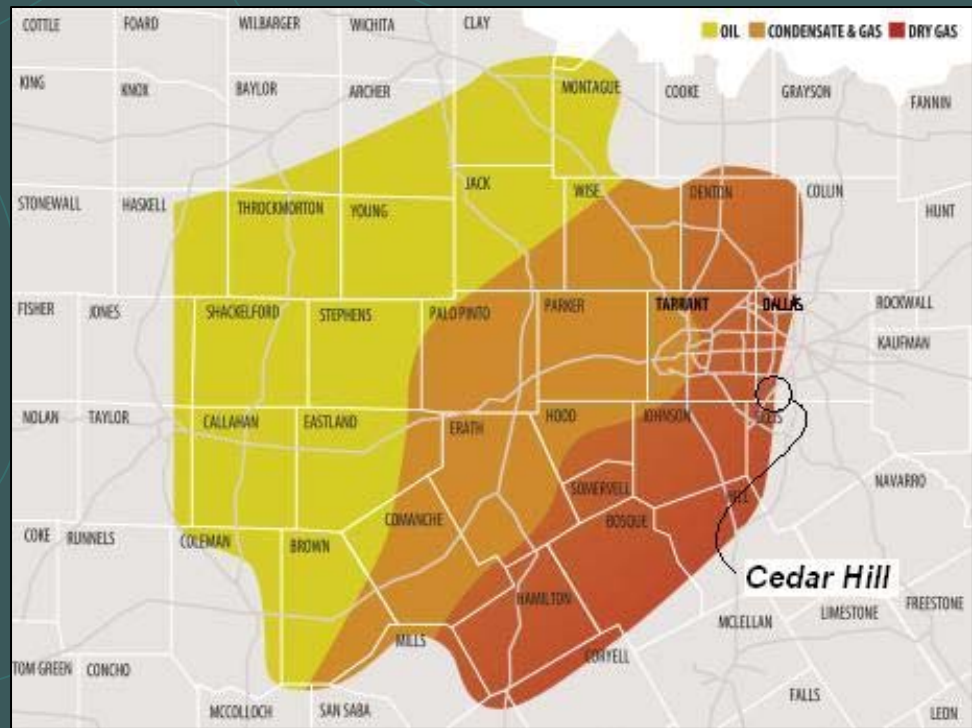 COTTLE FOARD WILBARGER WICHITA CLAY OIL CONDENSATE & GAS DRY GAS
KING KNOX BAYLOR ARCHER MONTAGUE COOKE GRAYSON FANNIN
STONEWALL HASKELL THROCKMORTON YOUNG JACK WISE DENTON COLLIN HUNT
FISHER JONES SHACKELFORD STEPHENS PALO PINTO PARKER TARRANT DALLAS ROCKWALL
KAUFMAN
NOLAN TAYLOR CALLAHAN EASTLAND ERATH HOOD JOHNSON
SOMERVELL HILL NAVARRO
COKE RUNNELS COLEMAN BROWN COMANCHE BOSQUE
Cedar Hill
HAMILTON MCLELLAN LIMESTONE FREESTONE
TOM GREEN CONCHO MILLS CORYELL
MCCOLLOCH SAN SABA FALLS LEON